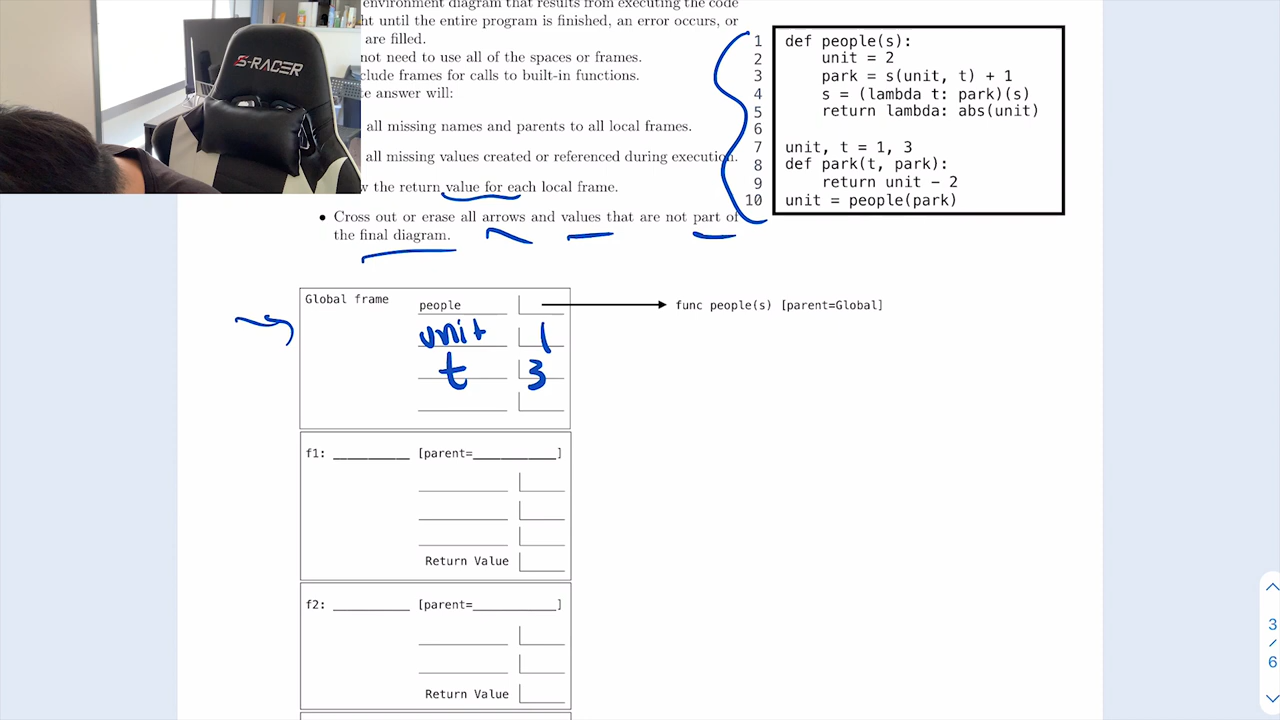 environment diagram that results from executing the code
ht until the entire program is finished, an error occurs, or
are filled.
not need to use all of the spaces or frames.
clude frames for calls to built-in functions.
te answer will:
all missing names and parents to all local frames.
all missing values created or referenced during execution.
w the return value for each local frame.
• Cross out or erase all arrows and values that are not part of
the final diagram.
S-RACER
1 def people(s):
2 unit = 2
3 park = s(unit, t) + 1
4 s = (lambda t: park)(s)
5 return lambda: abs(unit)
6
7 unit, t = 1, 3
8 def park(t, park):
9 return unit - 2
10 unit = people(park)
Global frame
people
func people(s) [parent=Global]
unit 1
t 3
f1: ___________ [parent=____________]
Return Value
f2: ___________ [parent=____________]
Return Value
3
/
6